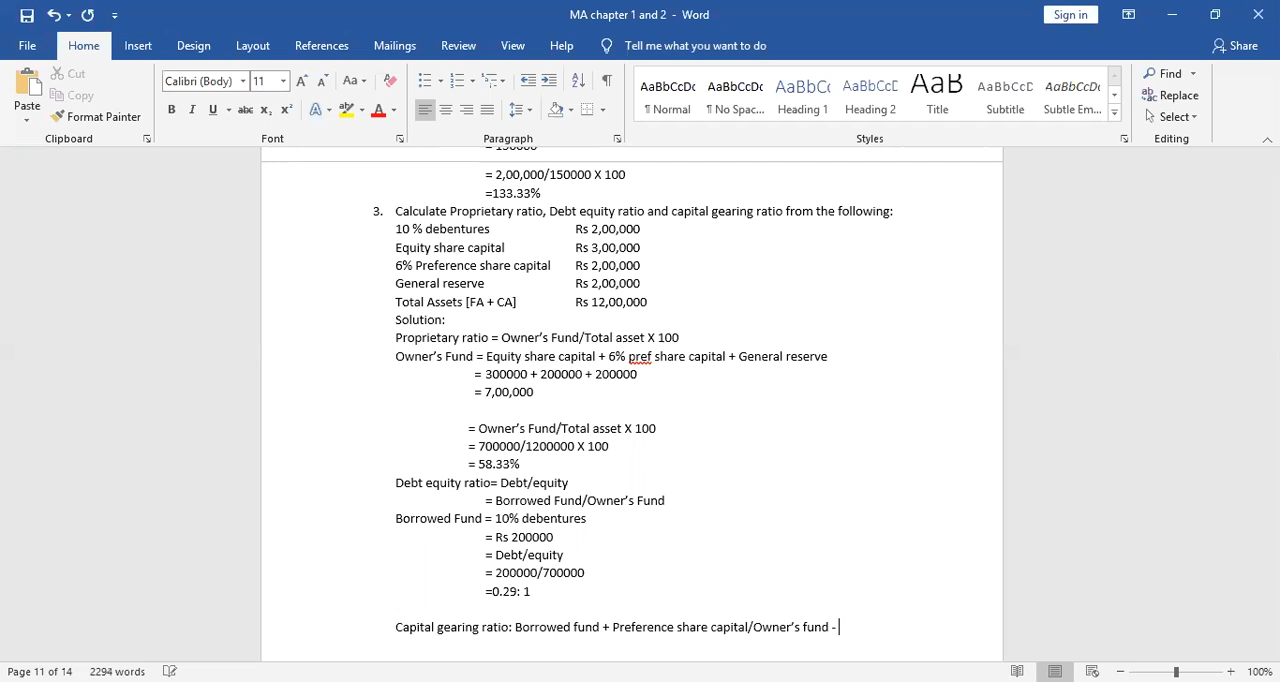 MA chapter 1 and 2 - Word
Sign in
File Home Insert Design Layout References Mailings Review View Help Tell me what you want to do Share
Paste
Cut
Copy
Format Painter
Calibri (Body) 11
Aa
B I U abc x₂ x²
AaBbCcDc AaBbCcDc AaBbCc AaBbCcC AaB AaBbCcD AaBbCcDc
¶ Normal ¶ No Spac... Heading 1 Heading 2 Title Subtitle Subtle Em...
Find
Replace
Select
Clipboard Font Paragraph Styles Editing
= 2,00,000/150000 X 100
=133.33%
3. Calculate Proprietary ratio, Debt equity ratio and capital gearing ratio from the following:
10 % debentures Rs 2,00,000
Equity share capital Rs 3,00,000
6% Preference share capital Rs 2,00,000
General reserve Rs 2,00,000
Total Assets [FA + CA] Rs 12,00,000
Solution:
Proprietary ratio = Owner's Fund/Total asset X 100
Owner's Fund = Equity share capital + 6% pref share capital + General reserve
= 300000 + 200000 + 200000
= 7,00,000
= Owner's Fund/Total asset X 100
= 700000/1200000 X 100
= 58.33%
Debt equity ratio= Debt/equity
= Borrowed Fund/Owner's Fund
Borrowed Fund = 10% debentures
= Rs 200000
= Debt/equity
= 200000/700000
=0.29: 1
Capital gearing ratio: Borrowed fund + Preference share capital/Owner's fund -
Page 11 of 14 2294 words 100%